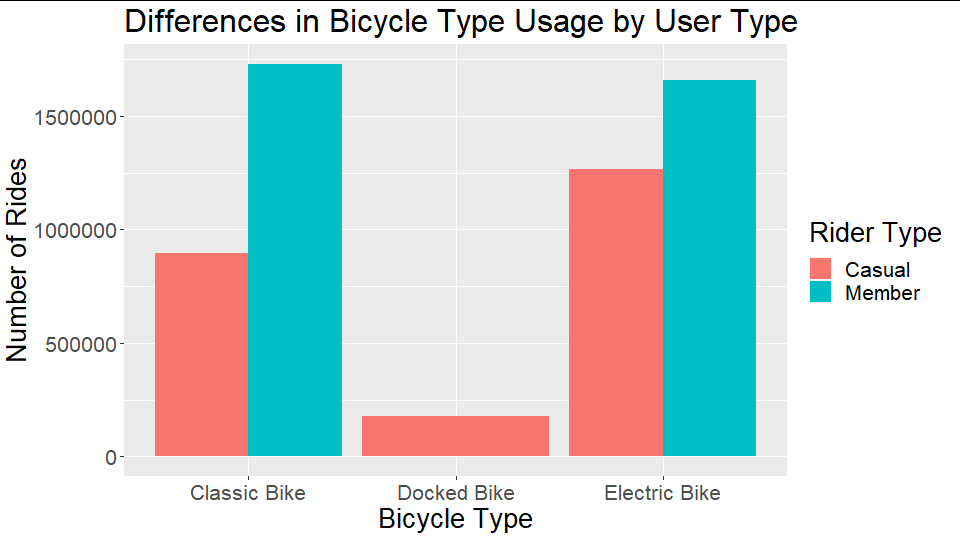 Differences in Bicycle Type Usage by User Type
Number of Rides
1500000
1000000
500000
0
Classic Bike
Docked Bike
Electric Bike
Bicycle Type
Rider Type
Casual
Member